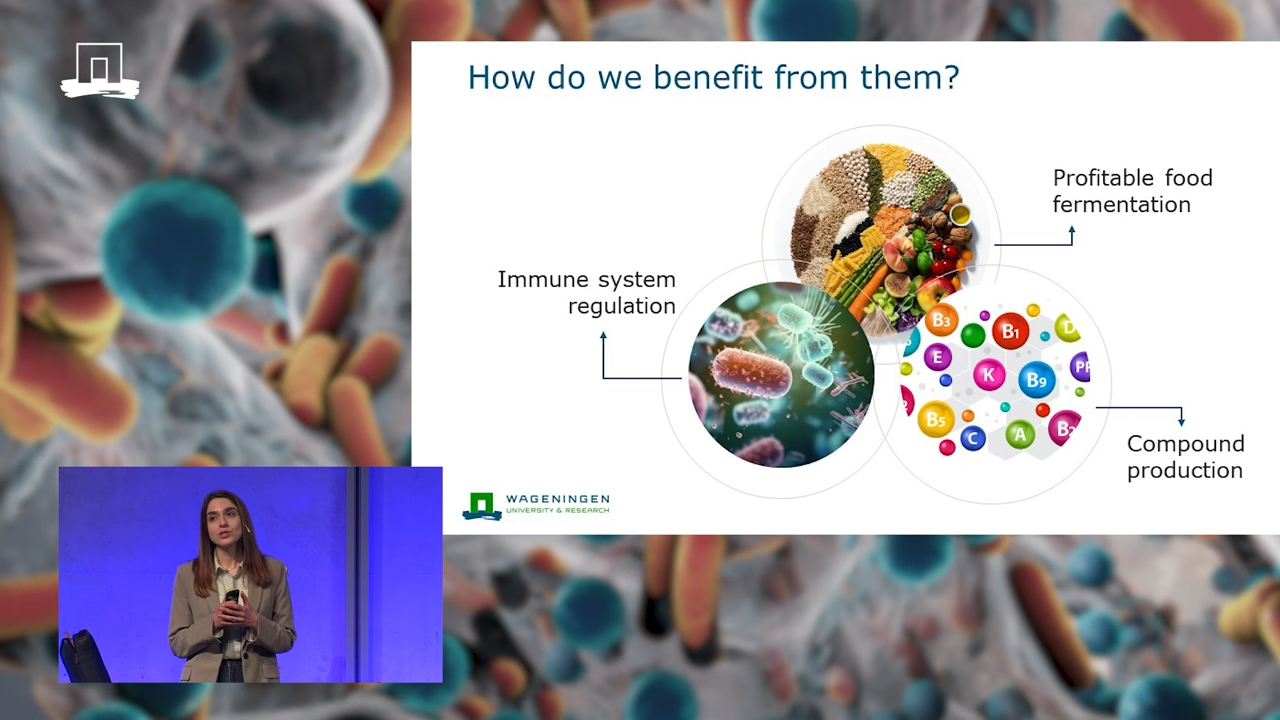 How do we benefit from them?
Profitable food
fermentation
Immune system
regulation
B3
B1
D
E
K
B9
B5
C
A
B2
Compound
production
WAGENINGEN
UNIVERSITY & RESEARCH